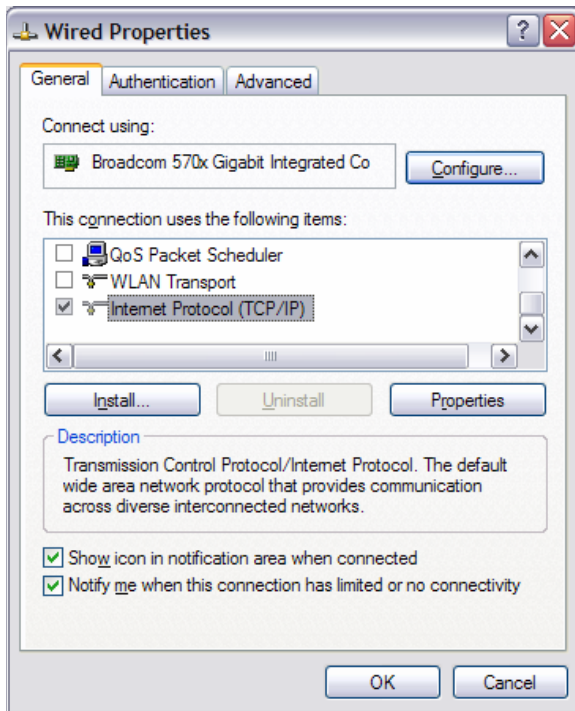 Wired Properties
General Authentication Advanced
Connect using:
Broadcom 570x Gigabit Integrated Co
Configure...
This connection uses the following items:
QoS Packet Scheduler
WLAN Transport
Internet Protocol (TCP/IP)
Install... Uninstall Properties
Description
Transmission Control Protocol/Internet Protocol. The default
wide area network protocol that provides communication
across diverse interconnected networks.
Show icon in notification area when connected
Notify me when this connection has limited or no connectivity
OK Cancel